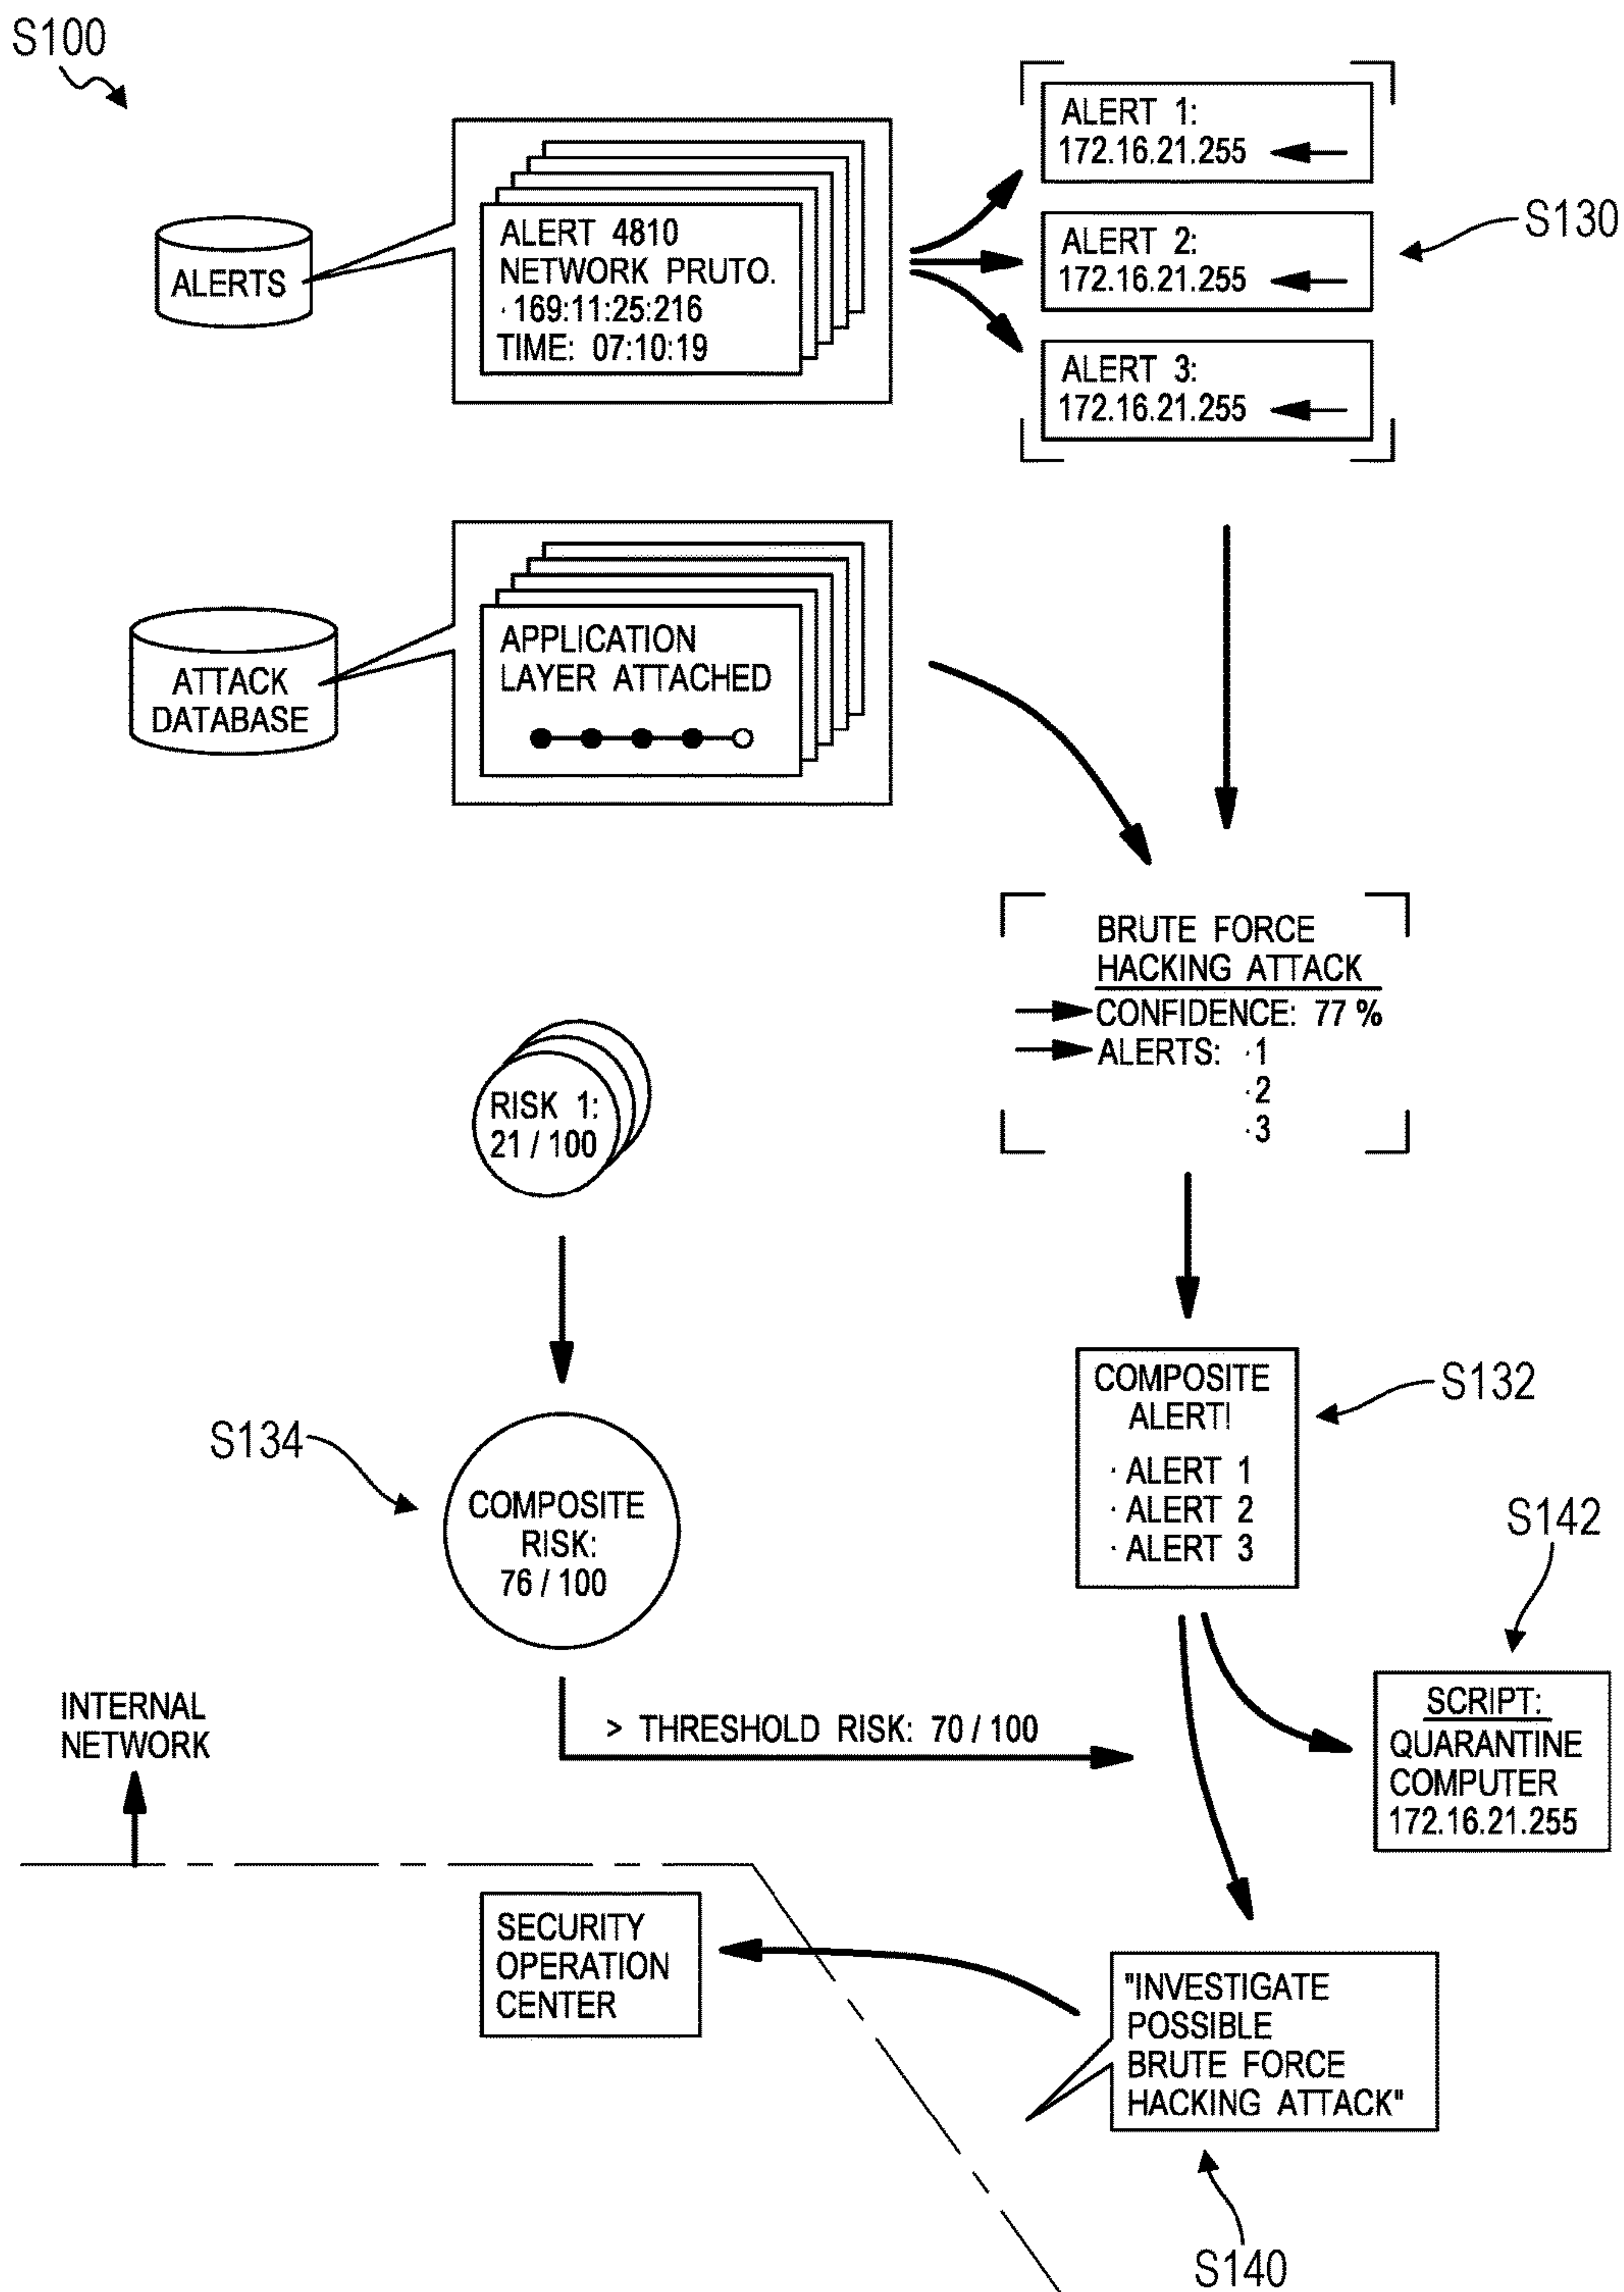 S100
ALERTS
ALERT 4810
NETWORK PRUTO.
· 169:11:25:216
TIME: 07:10:19
ALERT 1:
172.16.21.255
ALERT 2:
172.16.21.255
ALERT 3:
172.16.21.255
S130
ATTACK
DATABASE
APPLICATION
LAYER ATTACHED
BRUTE FORCE
HACKING ATTACK
CONFIDENCE: 77 %
ALERTS: ·1
·2
·3
RISK 1:
21 / 100
S134
COMPOSITE
RISK:
76 / 100
COMPOSITE
ALERT!
· ALERT 1
· ALERT 2
· ALERT 3
S132
S142
SCRIPT:
QUARANTINE
COMPUTER
172.16.21.255
> THRESHOLD RISK: 70 / 100
INTERNAL
NETWORK
SECURITY
OPERATION
CENTER
"INVESTIGATE
POSSIBLE
BRUTE FORCE
HACKING ATTACK"
S140